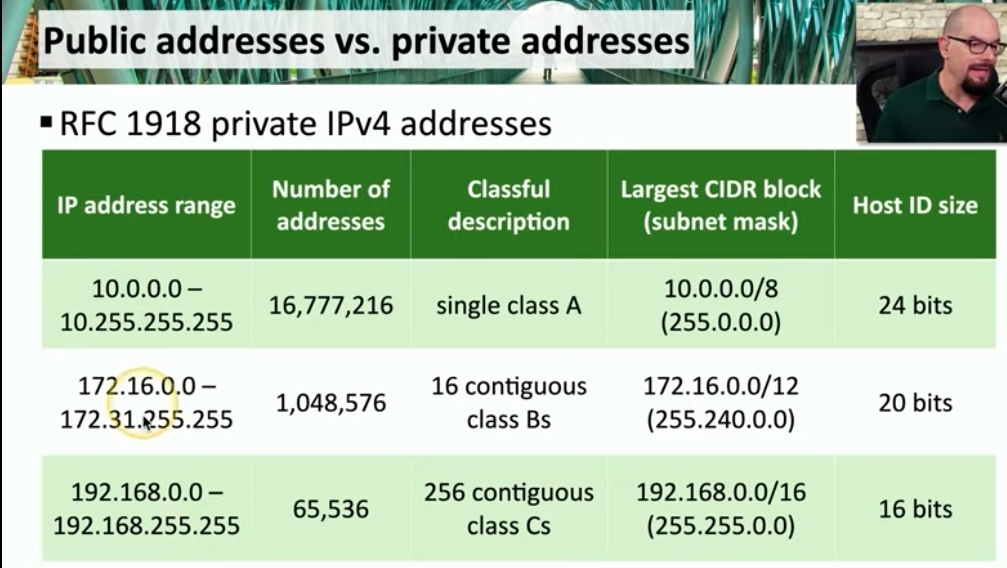 Public addresses vs. private addresses
▪ RFC 1918 private IPv4 addresses
IP address range
Number of
addresses
Classful
description
Largest CIDR block
(subnet mask)
Host ID size
10.0.0.0 –
10.255.255.255
16,777,216
single class A
10.0.0.0/8
(255.0.0.0)
24 bits
172.16.0.0 –
172.31.255.255
1,048,576
16 contiguous
class Bs
172.16.0.0/12
(255.240.0.0)
20 bits
192.168.0.0 –
192.168.255.255
65,536
256 contiguous
class Cs
192.168.0.0/16
(255.255.0.0)
16 bits